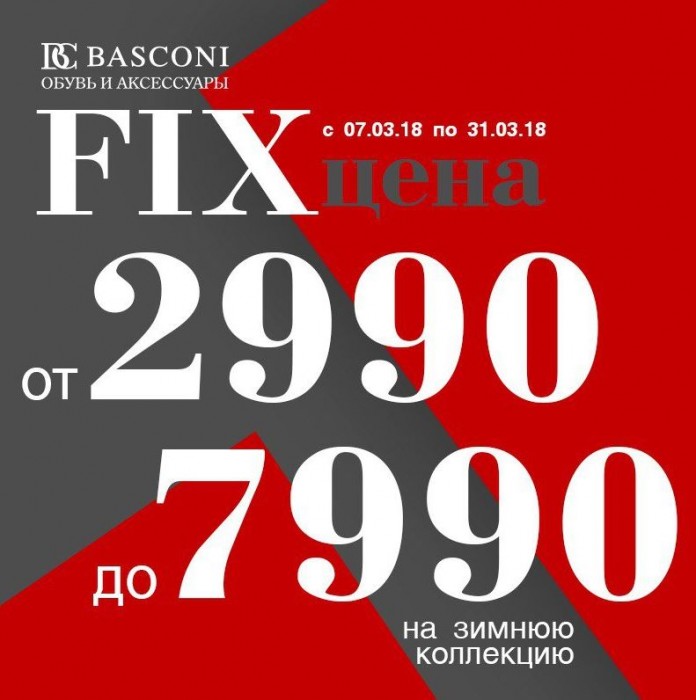 BC BASCONI
ОБУВЬ И АКСЕССУАРЫ
FIX
с 07.03.18 по 31.03.18
цена
от 2990
до 7990
на зимнюю
коллекцию